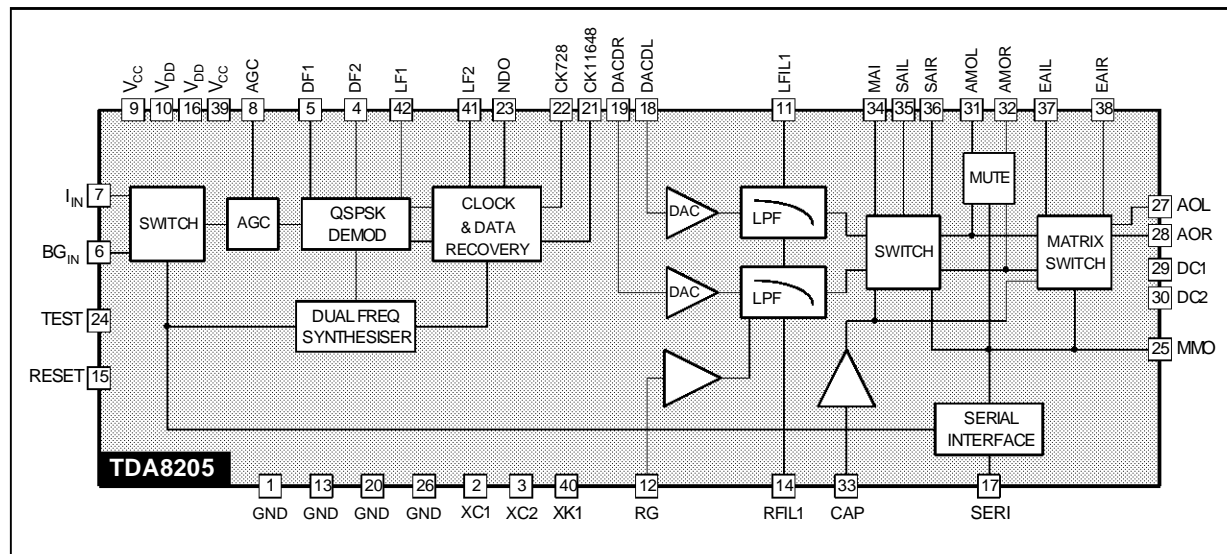 VCC
VDD
VDD
VCC
AGC
DF1
DF2
LF1
LF2
NDO
CK728
CK11648
DACDR
DACDL
LFIL1
MAI
SAIL
SAIR
AMOL
AMOR
EAIL
EAIR
9 10 16 39 8 5 4 42 41 23 22 21 19 18 11 34 35 36 31 32 37 38
IIN 7
BGIN 6
TEST 24
RESET 15
SWITCH
AGC
QSPSK
DEMOD
CLOCK
& DATA
RECOVERY
DUAL FREQ
SYNTHESISER
DAC
LPF
DAC
LPF
SWITCH
MUTE
MATRIX
SWITCH
SERIAL
INTERFACE
27 AOL
28 AOR
29 DC1
30 DC2
25 MMO
TDA8205
1 13 20 26 2 3 40 12 14 33 17
GND GND GND GND XC1 XC2 XK1 RG RFIL1 CAP SERI